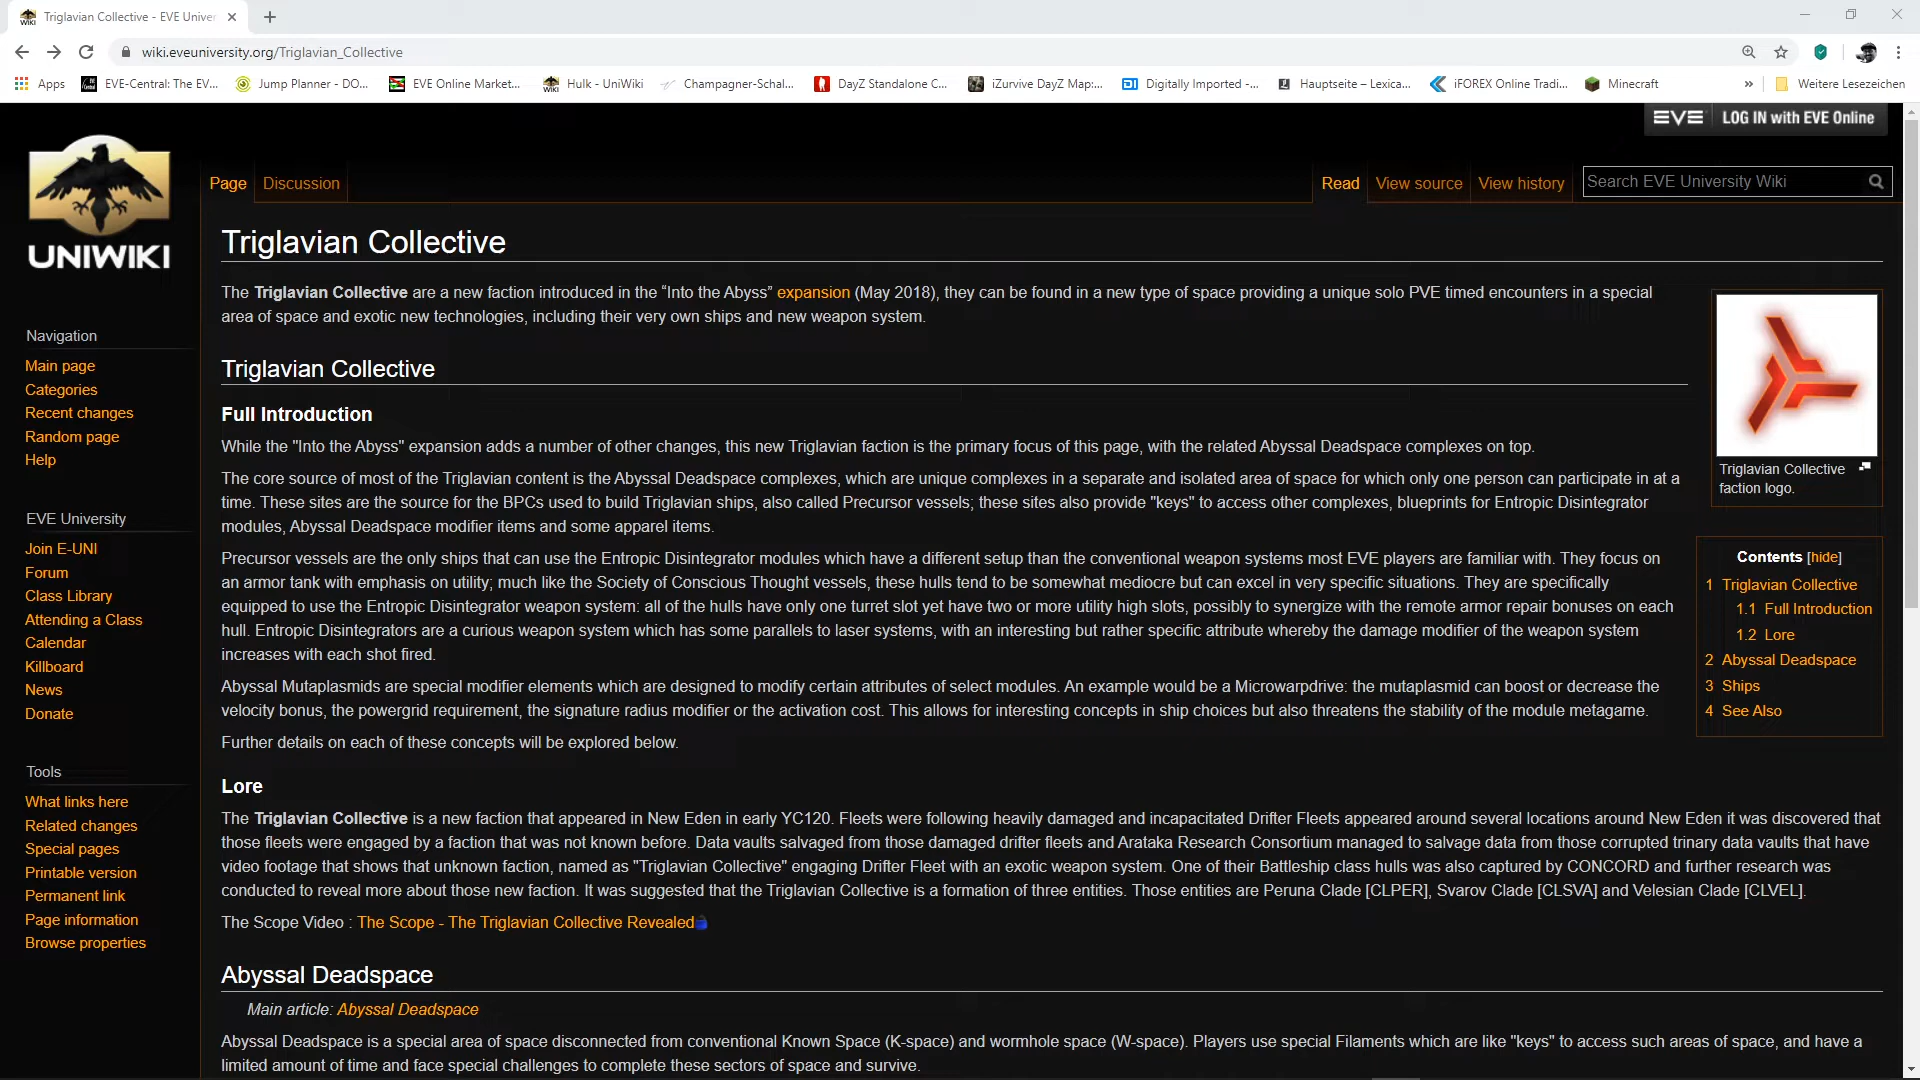 Triglavian Collective - EVE Univer
wiki.eveuniversity.org/Triglavian_Collective
Apps
EVE-Central: The EV...
Jump Planner - DO...
EVE Online Market...
Hulk - UniWiki
Champagner-Schal...
DayZ Standalone C...
iZurvive DayZ Map:...
Digitally Imported -...
Hauptseite – Lexica...
iFOREX Online Tradi...
Minecraft
»
Weitere Lesezeichen
EVE LOG IN with EVE Online
UNIWIKI
Page Discussion
Read View source View history
Search EVE University Wiki
Navigation
Main page
Categories
Recent changes
Random page
Help
EVE University
Join E-UNI
Forum
Class Library
Attending a Class
Calendar
Killboard
News
Donate
Tools
What links here
Related changes
Special pages
Printable version
Permanent link
Page information
Browse properties
Triglavian Collective
The Triglavian Collective are a new faction introduced in the “Into the Abyss” expansion (May 2018), they can be found in a new type of space providing a unique solo PVE timed encounters in a special
area of space and exotic new technologies, including their very own ships and new weapon system.
Triglavian Collective
Full Introduction
While the "Into the Abyss" expansion adds a number of other changes, this new Triglavian faction is the primary focus of this page, with the related Abyssal Deadspace complexes on top.
The core source of most of the Triglavian content is the Abyssal Deadspace complexes, which are unique complexes in a separate and isolated area of space for which only one person can participate in at a
time. These sites are the source for the BPCs used to build Triglavian ships, also called Precursor vessels; these sites also provide "keys" to access other complexes, blueprints for Entropic Disintegrator
modules, Abyssal Deadspace modifier items and some apparel items.
Precursor vessels are the only ships that can use the Entropic Disintegrator modules which have a different setup than the conventional weapon systems most EVE players are familiar with. They focus on
an armor tank with emphasis on utility; much like the Society of Conscious Thought vessels, these hulls tend to be somewhat mediocre but can excel in very specific situations. They are specifically
equipped to use the Entropic Disintegrator weapon system: all of the hulls have only one turret slot yet have two or more utility high slots, possibly to synergize with the remote armor repair bonuses on each
hull. Entropic Disintegrators are a curious weapon system which has some parallels to laser systems, with an interesting but rather specific attribute whereby the damage modifier of the weapon system
increases with each shot fired.
Abyssal Mutaplasmids are special modifier elements which are designed to modify certain attributes of select modules. An example would be a Microwarpdrive: the mutaplasmid can boost or decrease the
velocity bonus, the powergrid requirement, the signature radius modifier or the activation cost. This allows for interesting concepts in ship choices but also threatens the stability of the module metagame.
Further details on each of these concepts will be explored below.
Triglavian Collective
faction logo.
Contents [hide]
1 Triglavian Collective
1.1 Full Introduction
1.2 Lore
2 Abyssal Deadspace
3 Ships
4 See Also
Lore
The Triglavian Collective is a new faction that appeared in New Eden in early YC120. Fleets were following heavily damaged and incapacitated Drifter Fleets appeared around several locations around New Eden it was discovered that
those fleets were engaged by a faction that was not known before. Data vaults salvaged from those damaged drifter fleets and Arataka Research Consortium managed to salvage data from those corrupted trinary data vaults that have
video footage that shows that unknown faction, named as "Triglavian Collective" engaging Drifter Fleet with an exotic weapon system. One of their Battleship class hulls was also captured by CONCORD and further research was
conducted to reveal more about those new faction. It was suggested that the Triglavian Collective is a formation of three entities. Those entities are Peruna Clade [CLPER], Svarov Clade [CLSVA] and Velesian Clade [CLVEL].
The Scope Video : The Scope - The Triglavian Collective Revealed
Abyssal Deadspace
Main article: Abyssal Deadspace
Abyssal Deadspace is a special area of space disconnected from conventional Known Space (K-space) and wormhole space (W-space). Players use special Filaments which are like "keys" to access such areas of space, and have a
limited amount of time and face special challenges to complete these sectors of space and survive.